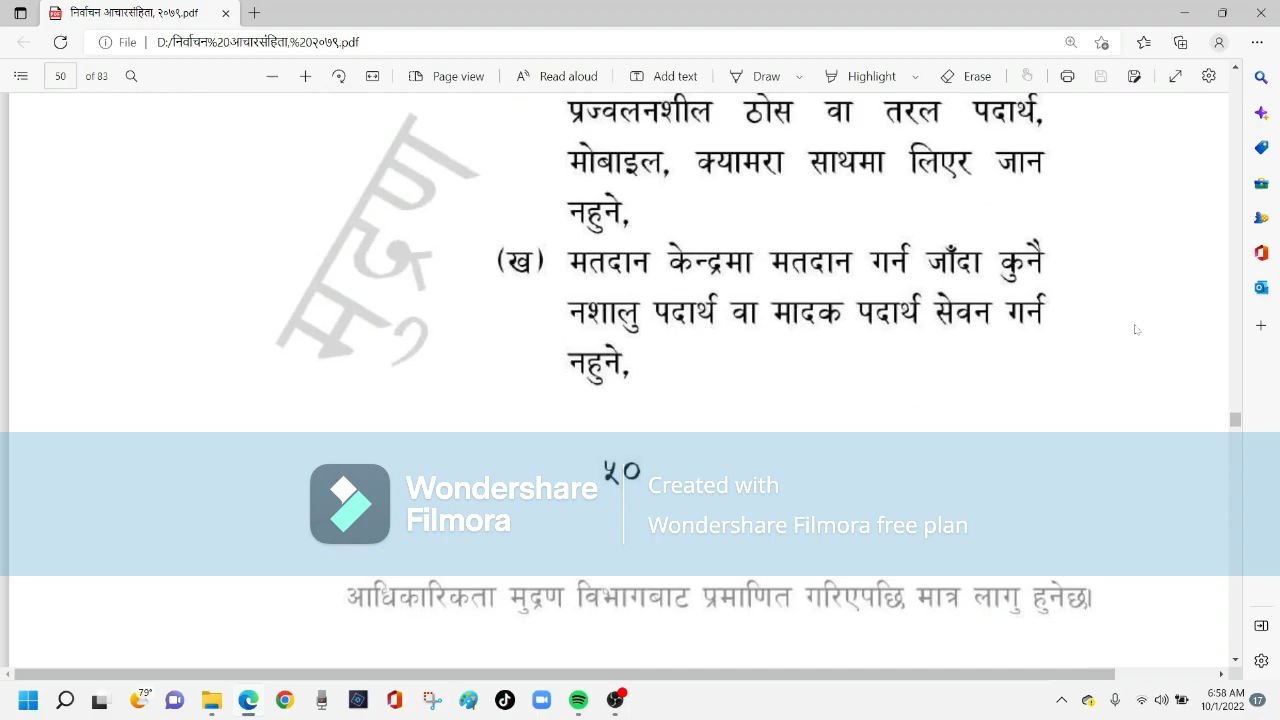 निर्वाचन आचारसंहिता, २०७९.pdf
File D:/निर्वाचन%20आचारसंहिता,%20२०७९.pdf
50 of 83 Page view Read aloud Add text Draw Highlight Erase
प्रज्वलनशील ठोस वा तरल पदार्थ,
मोबाइल, क्यामरा साथमा लिएर जान
नहुने,
(ख) मतदान केन्द्रमा मतदान गर्न जाँदा कुनै
नशालु पदार्थ वा मादक पदार्थ सेवन गर्न
नहुने,
मुद्रण
५०
Wondershare
Filmora
Created with
Wondershare Filmora free plan
आधिकारिकता मुद्रण विभागबाट प्रमाणित गरिएपछि मात्र लागु हुनेछ।
79°
6:58 AM
10/1/2022
17